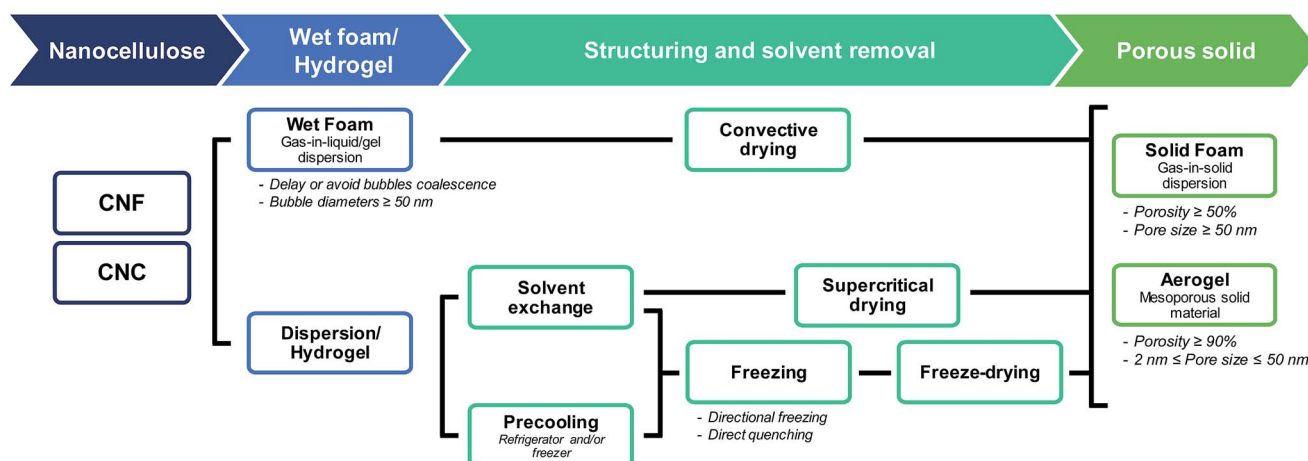 Nanocellulose
Wet foam/
Hydrogel
Structuring and solvent removal
Porous solid
CNF
CNC
Wet Foam
Gas-in-liquid/gel
dispersion
- Delay or avoid bubbles coalescence
- Bubble diameters ≥ 50 nm
Convective
drying
Solid Foam
Gas-in-solid
dispersion
- Porosity ≥ 50%
- Pore size ≥ 50 nm
Dispersion/
Hydrogel
Solvent
exchange
Supercritical
drying
Aerogel
Mesoporous solid
material
- Porosity ≥ 90%
- 2 nm ≤ Pore size ≤ 50 nm
Precooling
Refrigerator and/or
freezer
Freezing
- Directional freezing
- Direct quenching
Freeze-drying